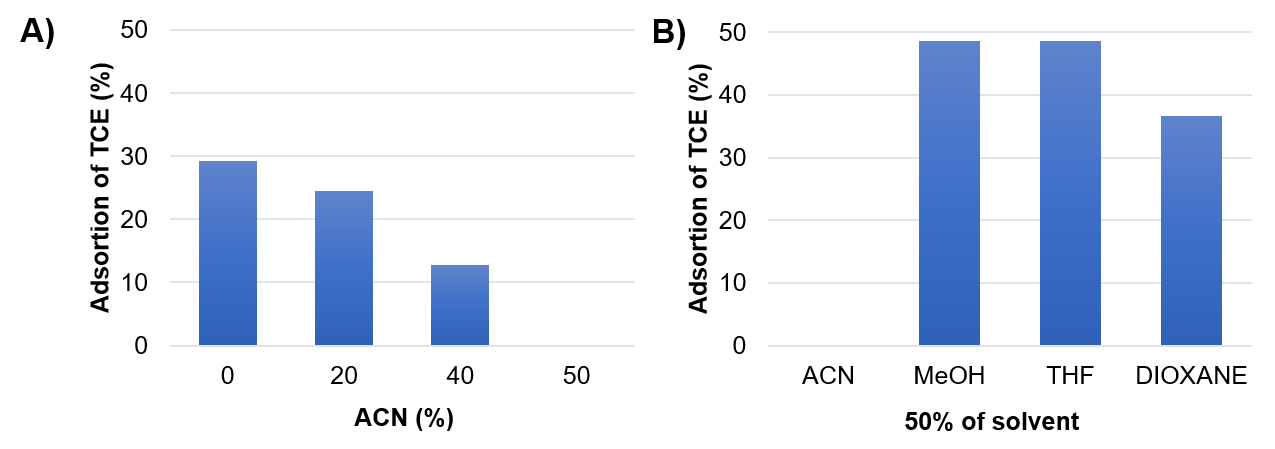 A)
Adsortion of TCE (%)
50
40
30
20
10
0
0 20 40 50
ACN (%)
B)
Adsortion of TCE (%)
50
40
30
20
10
0
ACN MeOH THF DIOXANE
50% of solvent